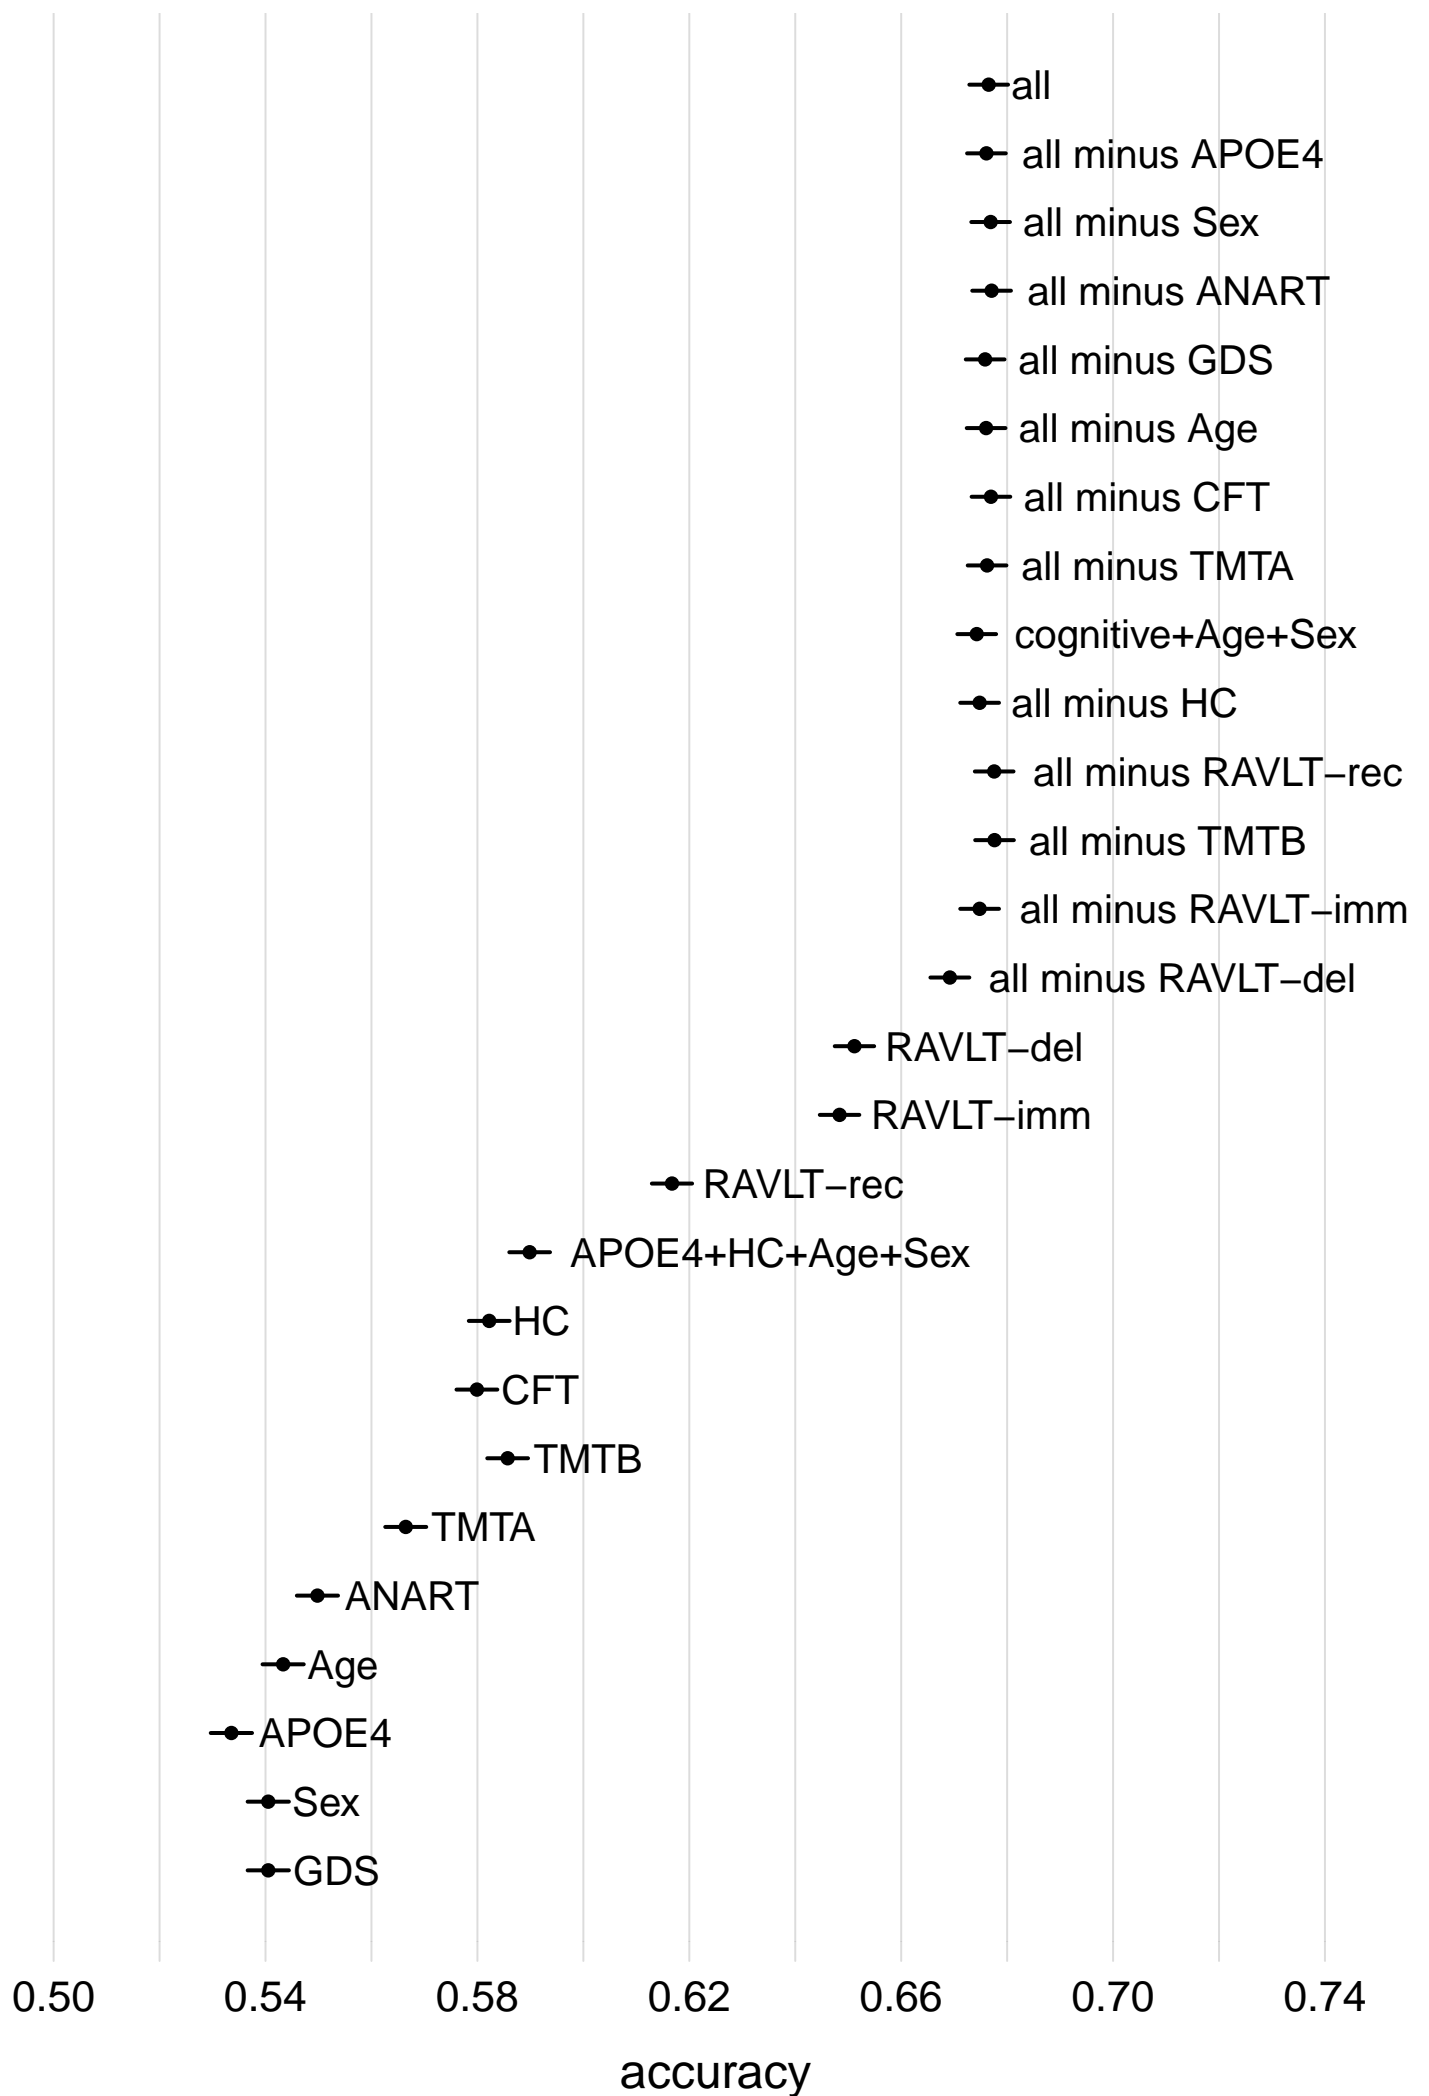 all
all minus APOE4
all minus Sex
all minus ANART
all minus GDS
all minus Age
all minus CFT
all minus TMTA
cognitive+Age+Sex
all minus HC
all minus RAVLT−rec
all minus TMTB
all minus RAVLT−imm
all minus RAVLT−del
RAVLT−del
RAVLT−imm
RAVLT−rec
APOE4+HC+Age+Sex
HC
CFT
TMTB
TMTA
ANART
Age
APOE4
Sex
GDS
0.50 0.54 0.58 0.62 0.66 0.70 0.74
accuracy